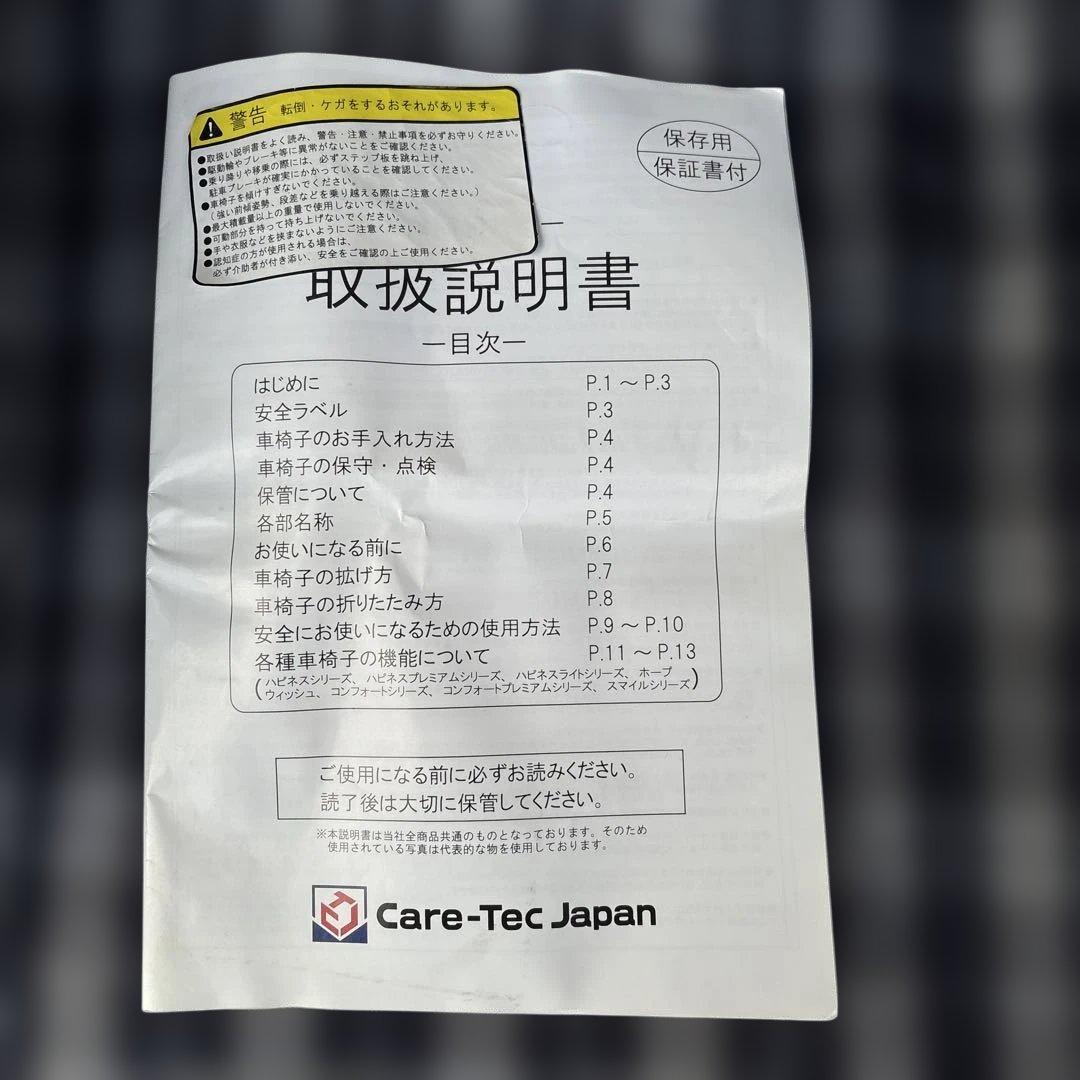 警告 転倒・ケガをするおそれがあります。
●取扱い説明書をよく読み、警告・注意・禁止事項を必ずお守りください。
●駆動輪やブレーキ等に異常がないことをご確認ください。
●乗り降りや移乗の際には、必ずステップ板を跳ね上げ、
駐車ブレーキが確実にかかっていることを確認してください。
●車椅子を傾けすぎないでください。
（強い前傾姿勢、段差などを乗り越える際はご注意ください。）
●最大積載量以上の重量で使用しないでください。
●可動部分を持って持ち上げないでください。
●手や衣服などを挟まないようにご注意ください。
●認知症の方が使用される場合は、
必ず介助者が付き添い、安全をご確認の上ご使用ください。
保存用
保証書付
取扱説明書
―目次―
はじめに P.1 ～ P.3
安全ラベル P.3
車椅子のお手入れ方法 P.4
車椅子の保守・点検 P.4
保管について P.4
各部名称 P.5
お使いになる前に P.6
車椅子の拡げ方 P.7
車椅子の折りたたみ方 P.8
安全にお使いになるための使用方法 P.9 ～ P.10
各種車椅子の機能について P.11 ～ P.13
(ハピネスシリーズ、ハピネスプレミアムシリーズ、ハピネスライトシリーズ、ホープ
ウィッシュ、コンフォートシリーズ、コンフォートプレミアムシリーズ、スマイルシリーズ)
ご使用になる前に必ずお読みください。
読了後は大切に保管してください。
※本説明書は当社全商品共通のものとなっております。そのため
使用されている写真は代表的な物を使用しております。
Care-Tec Japan